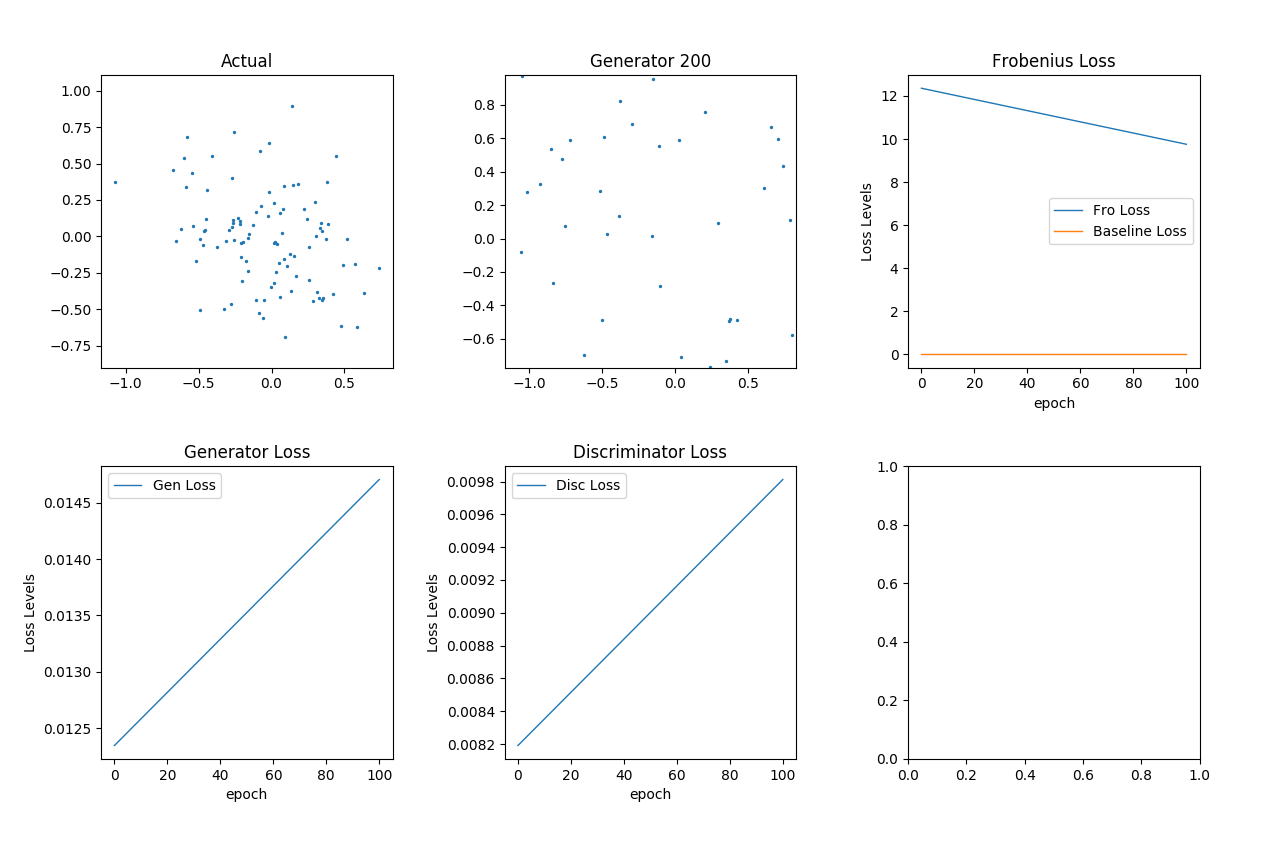 Actual
1.00
0.75
0.50
0.25
0.00
−0.25
−0.50
−0.75
−1.0 −0.5 0.0 0.5
Generator 200
0.8
0.6
0.4
0.2
0.0
−0.2
−0.4
−0.6
−1.0 −0.5 0.0 0.5
Frobenius Loss
Loss Levels
12
10
8
6
4
2
0
Fro Loss
Baseline Loss
0 20 40 60 80 100
epoch
Generator Loss
Loss Levels
Gen Loss
0.0145
0.0140
0.0135
0.0130
0.0125
0 20 40 60 80 100
epoch
Discriminator Loss
Loss Levels
Disc Loss
0.0098
0.0096
0.0094
0.0092
0.0090
0.0088
0.0086
0.0084
0.0082
0 20 40 60 80 100
epoch
1.0
0.8
0.6
0.4
0.2
0.0
0.0 0.2 0.4 0.6 0.8 1.0